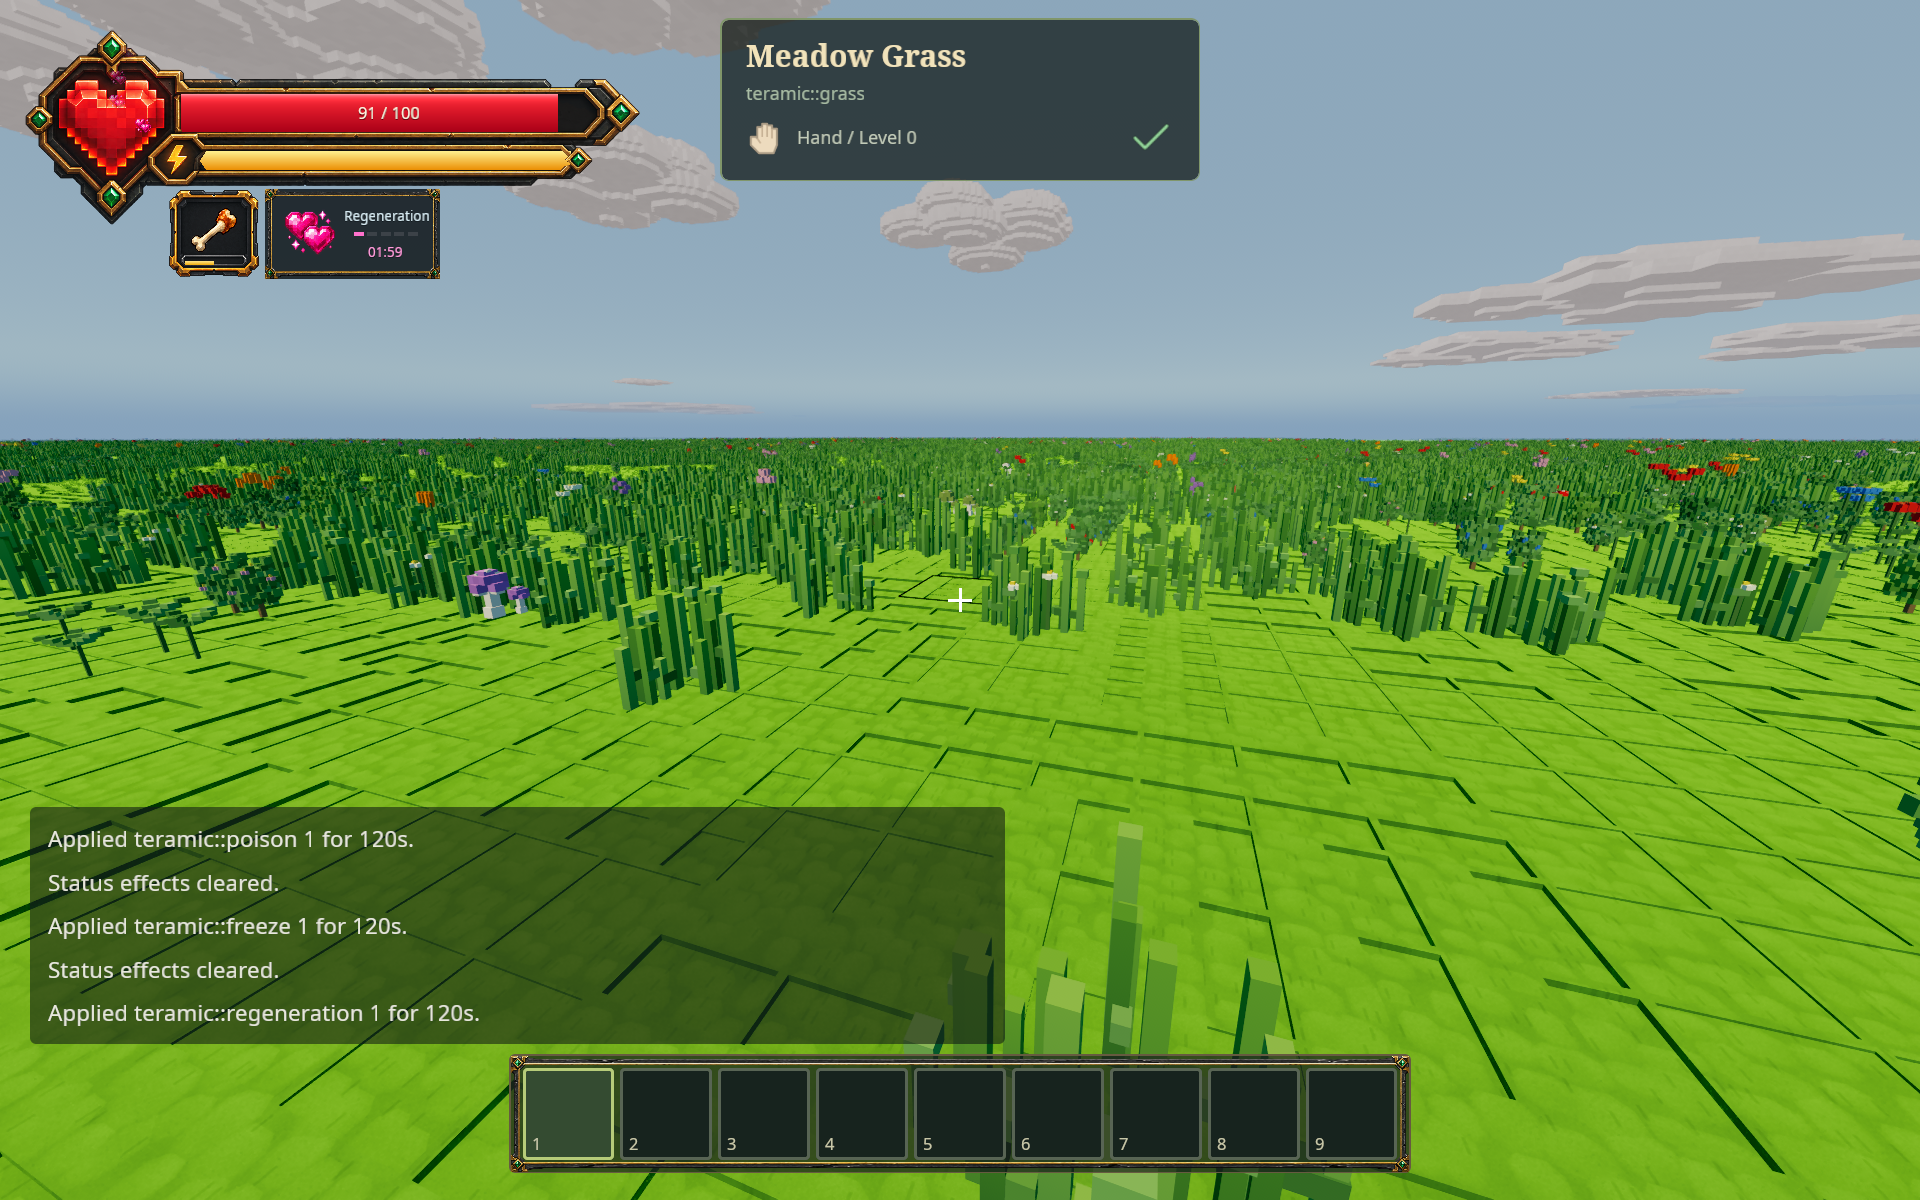 Meadow Grass
teramic::grass
Hand / Level 0
91 / 100
Regeneration
01:59
Applied teramic::poison 1 for 120s.
Status effects cleared.
Applied teramic::freeze 1 for 120s.
Status effects cleared.
Applied teramic::regeneration 1 for 120s.
1 2 3 4 5 6 7 8 9